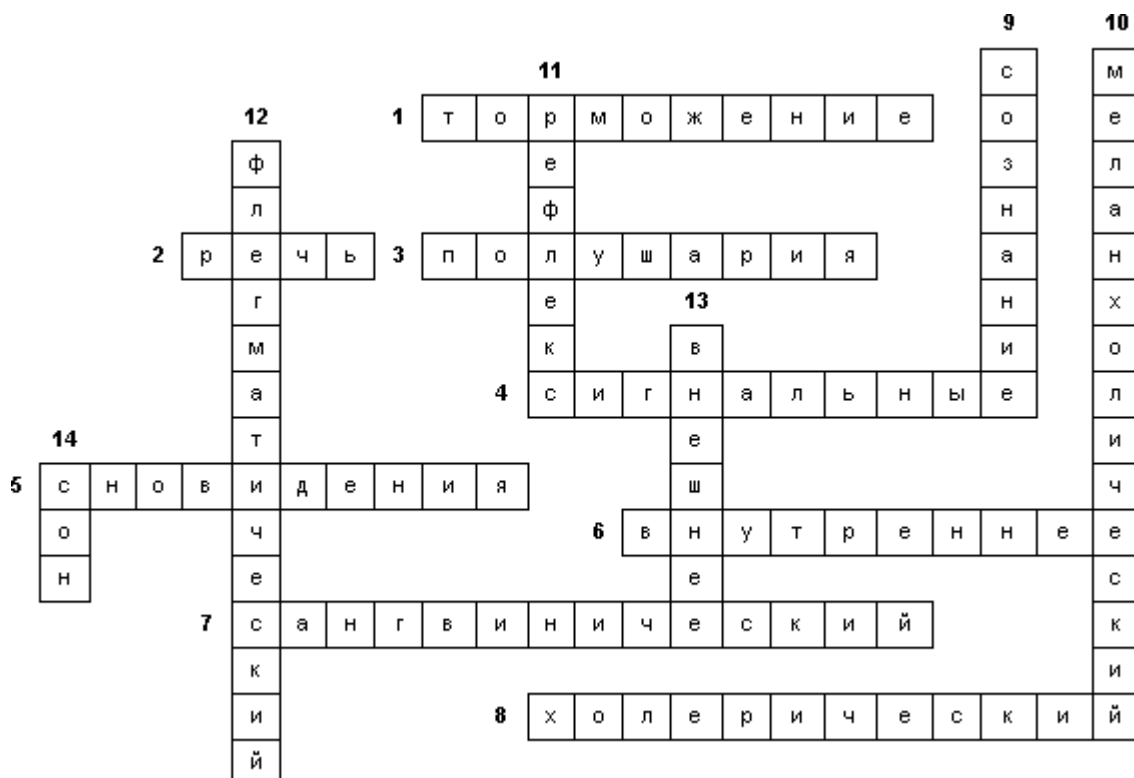 9 10
11 с м
12 1 т о р м о ж е н и е о е
ф е з л
л ф н а
2 р е ч ь 3 п о л у ш а р и я а н
г е 13 н х
м к в и о
а 4 с и г н а л ь н ы е л
14 т е и
5 с н о в и д е н и я ш ч
о ч 6 в н у т р е н н е е
н е е с
7 с а н г в и н и ч е с к и й к
к и
и 8 х о л е р и ч е с к и й
й